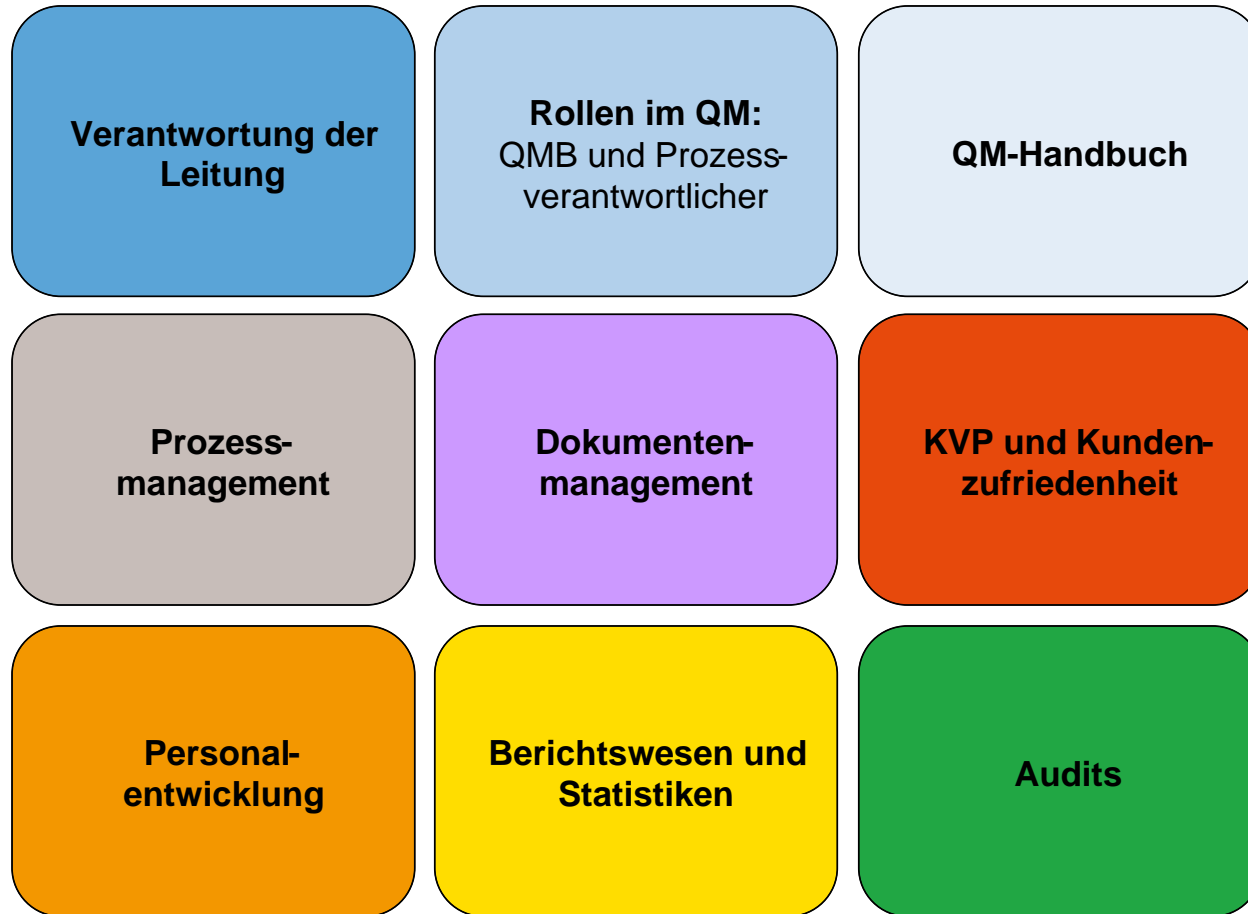 Verantwortung der
Leitung
Rollen im QM:
QMB und Prozess-
verantwortlicher
QM-Handbuch
Prozess-
management
Dokumenten-
management
KVP und Kunden-
zufriedenheit
Personal-
entwicklung
Berichtswesen und
Statistiken
Audits